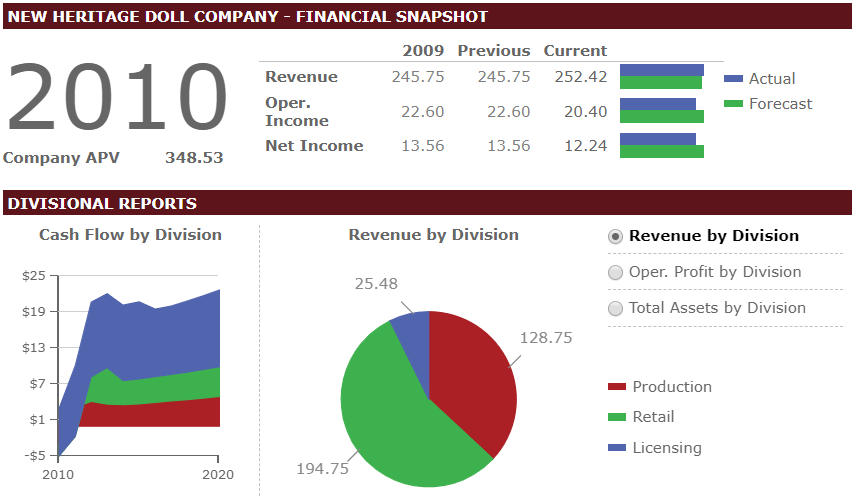 NEW HERITAGE DOLL COMPANY - FINANCIAL SNAPSHOT
2010
Company APV 348.53
2009 Previous Current
Revenue 245.75 245.75 252.42
Oper.
Income 22.60 22.60 20.40
Net Income 13.56 13.56 12.24
Actual
Forecast
DIVISIONAL REPORTS
Cash Flow by Division
$25
$19
$13
$7
$1
-$5
2010 2020
Revenue by Division
25.48
128.75
194.75
Revenue by Division
Oper. Profit by Division
Total Assets by Division
Production
Retail
Licensing